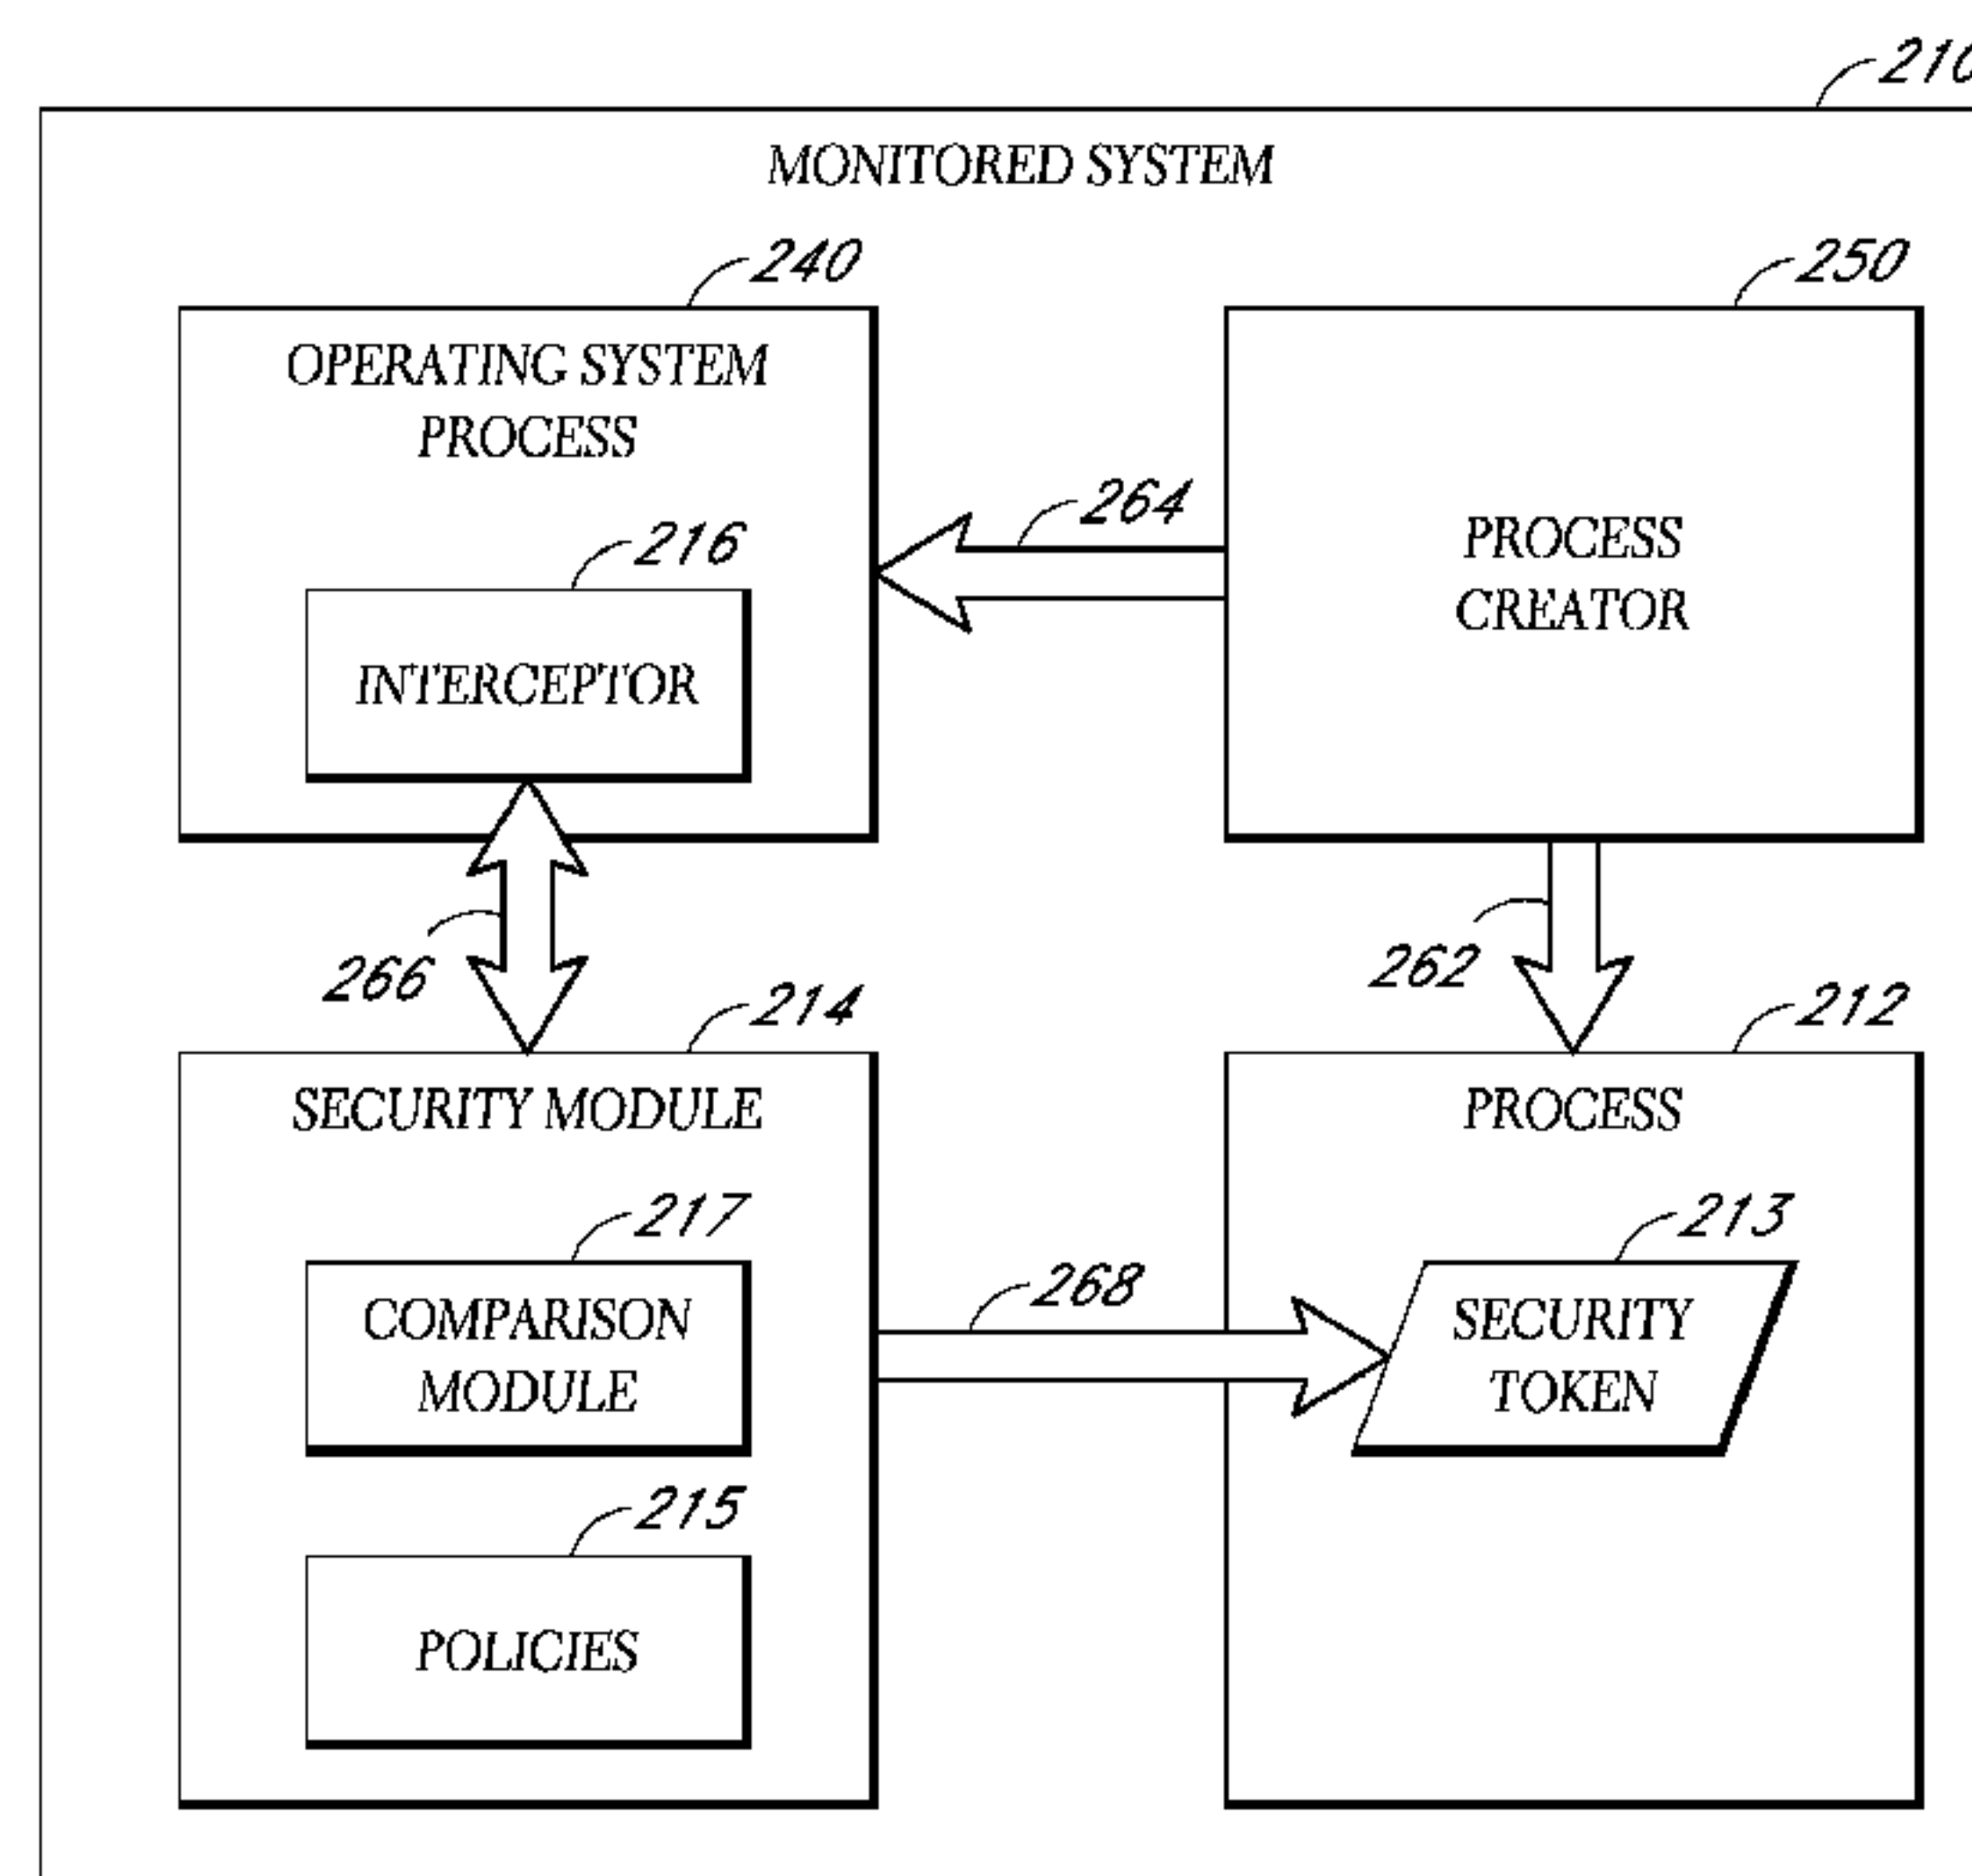 210
MONITORED SYSTEM
240
250
OPERATING SYSTEM
PROCESS
264
216
PROCESS
CREATOR
INTERCEPTOR
266
262
214
212
SECURITY MODULE
PROCESS
217
213
268
COMPARISON
MODULE
SECURITY
TOKEN
215
POLICIES